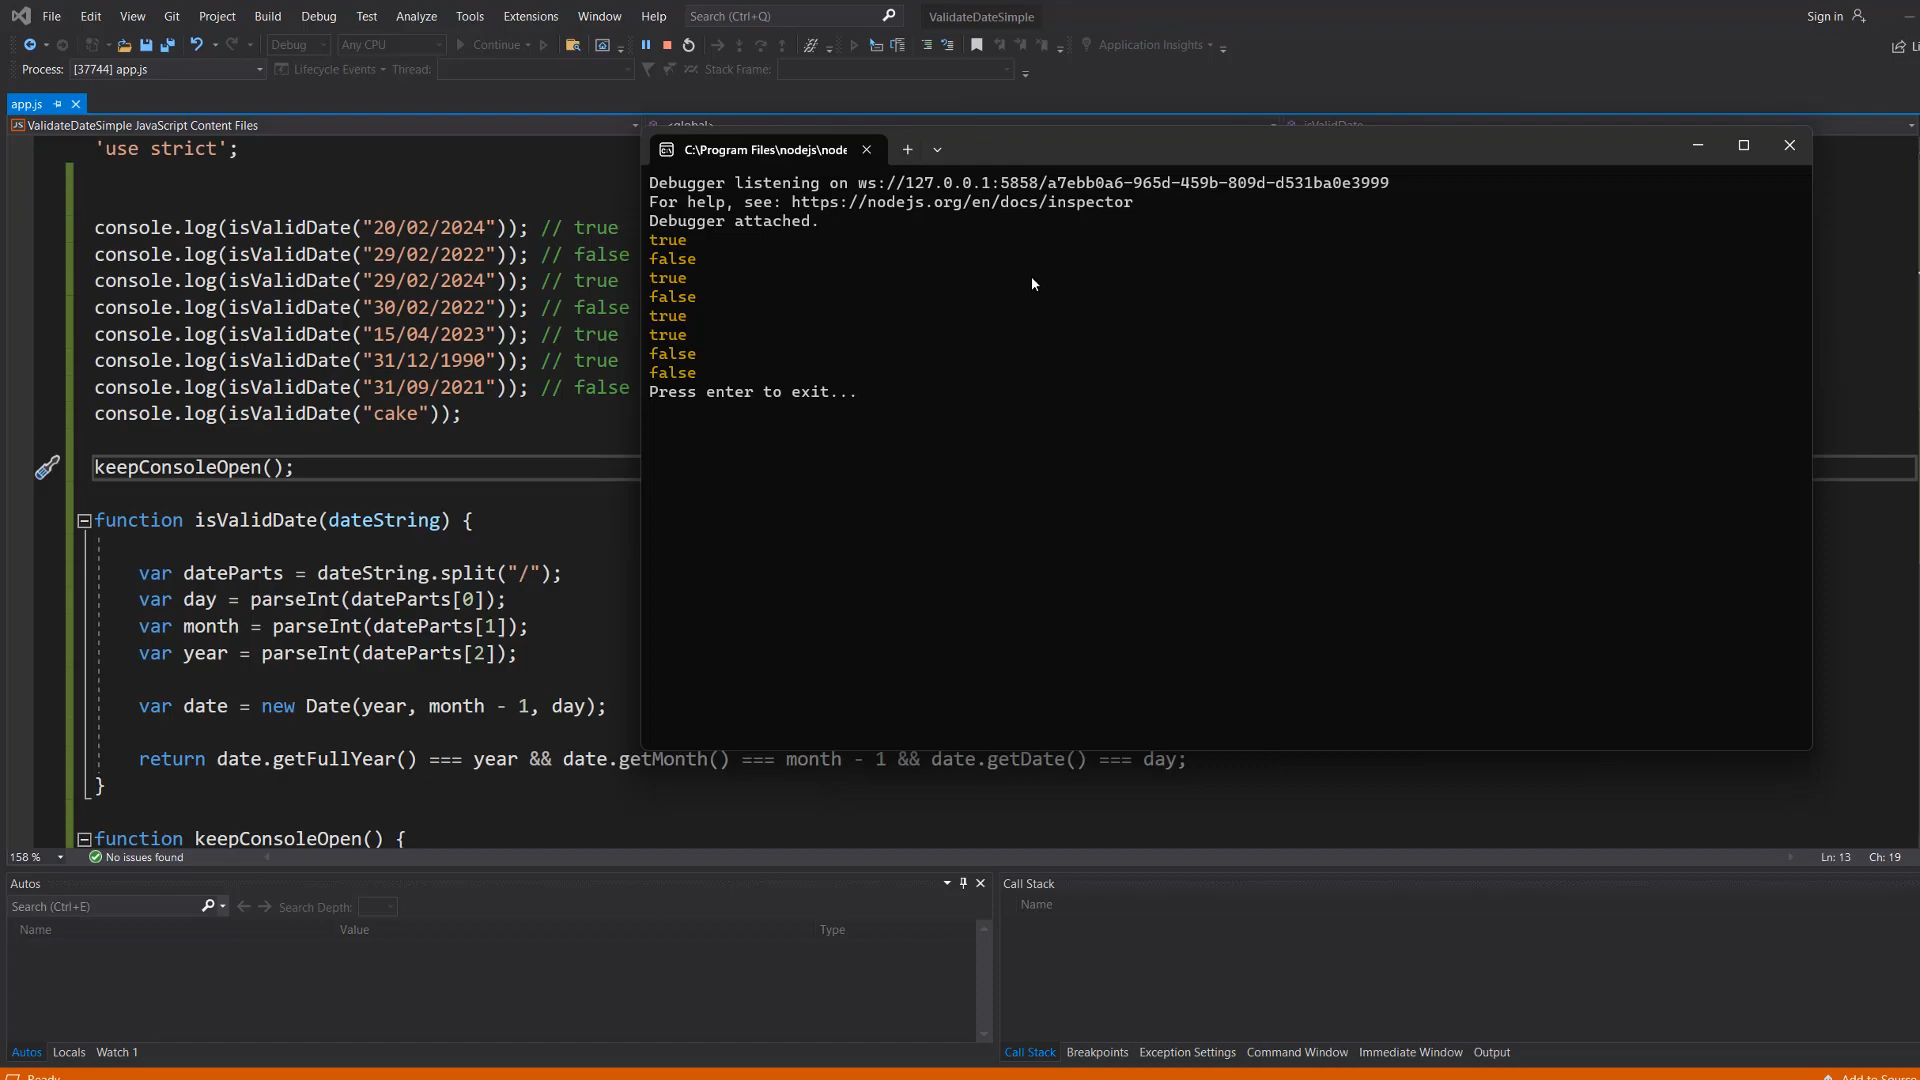 File Edit View Git Project Build Debug Test Analyze Tools Extensions Window Help Search (Ctrl+Q) ValidateDateSimple Sign in
Debug Any CPU Continue Application Insights
Process: [37744] app.js Lifecycle Events Thread: Stack Frame:
app.js
JS ValidateDateSimple JavaScript Content Files <global> isValidDate
'use strict';
console.log(isValidDate("20/02/2024")); // true
console.log(isValidDate("29/02/2022")); // false
console.log(isValidDate("29/02/2024")); // true
console.log(isValidDate("30/02/2022")); // false
console.log(isValidDate("15/04/2023")); // true
console.log(isValidDate("31/12/1990")); // true
console.log(isValidDate("31/09/2021")); // false
console.log(isValidDate("cake"));
keepConsoleOpen();
function isValidDate(dateString) {
var dateParts = dateString.split("/");
var day = parseInt(dateParts[0]);
var month = parseInt(dateParts[1]);
var year = parseInt(dateParts[2]);
var date = new Date(year, month - 1, day);
return date.getFullYear() === year && date.getMonth() === month - 1 && date.getDate() === day;
}
function keepConsoleOpen() {
C:\Program Files\nodejs\node
Debugger listening on ws://127.0.0.1:5858/a7ebb0a6-965d-459b-809d-d531ba0e3999
For help, see: https://nodejs.org/en/docs/inspector
Debugger attached.
true
false
true
false
true
true
false
false
Press enter to exit...
158 % No issues found Ln: 13 Ch: 19
Autos
Search (Ctrl+E) Search Depth:
Name Value Type
Autos Locals Watch 1
Call Stack
Name
Call Stack Breakpoints Exception Settings Command Window Immediate Window Output
Ready Add to Source